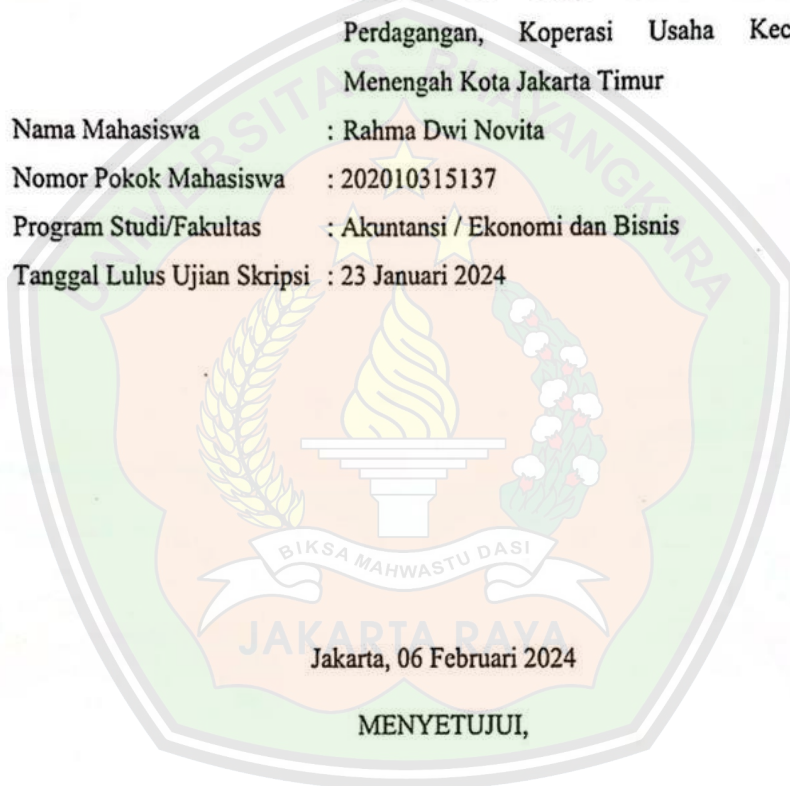 Perdagangan, Koperasi Usaha Kec
Menengah Kota Jakarta Timur
Nama Mahasiswa : Rahma Dwi Novita
Nomor Pokok Mahasiswa : 202010315137
Program Studi/Fakultas : Akuntansi / Ekonomi dan Bisnis
Tanggal Lulus Ujian Skripsi : 23 Januari 2024
UNIVERSITAS BHAYANGKARA
BIKSA MAHWASTU DASI
JAKARTA RAYA
Jakarta, 06 Februari 2024
MENYETUJUI,